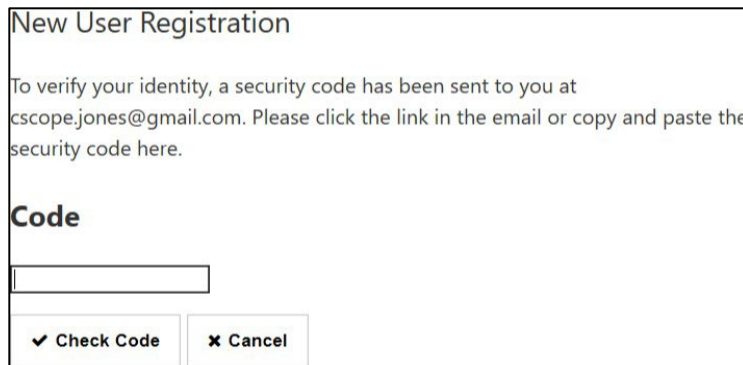 New User Registration
To verify your identity, a security code has been sent to you at
cscope.jones@gmail.com. Please click the link in the email or copy and paste the
security code here.
Code
✔ Check Code ✖ Cancel